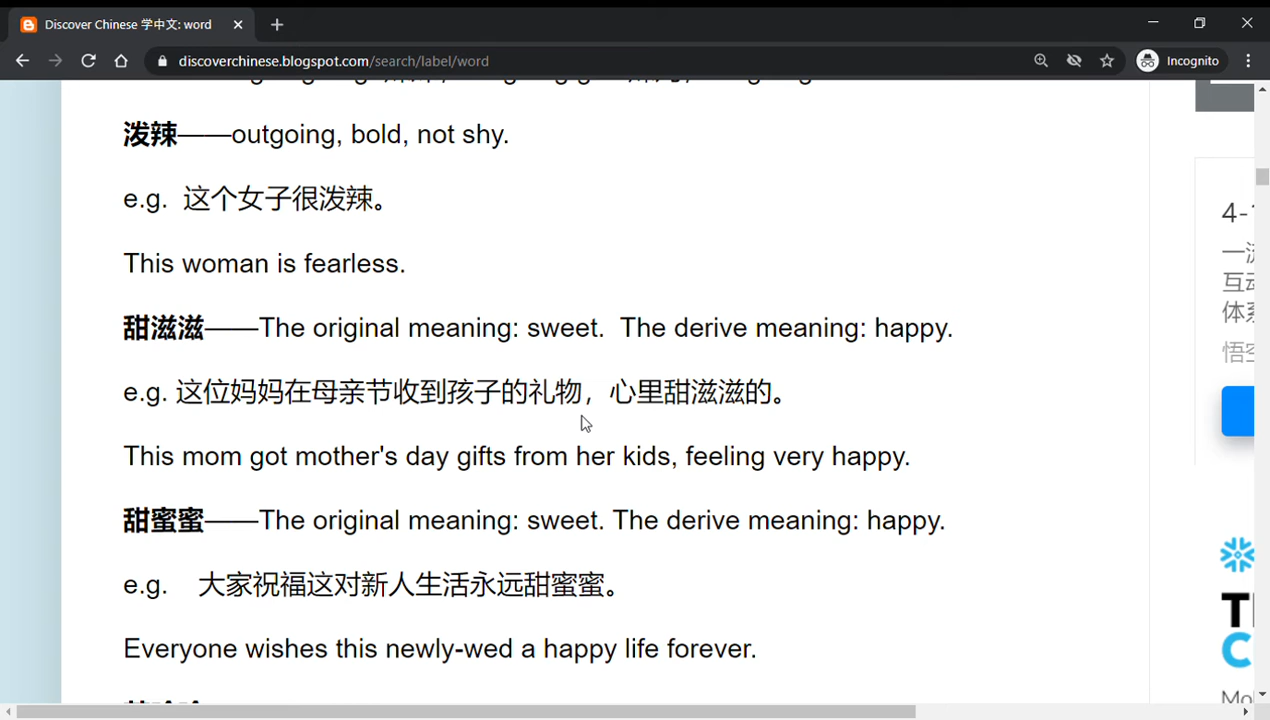 Discover Chinese 学中文: word
discoverchinese.blogspot.com/search/label/word
Incognito
泼辣——outgoing, bold, not shy.
e.g. 这个女子很泼辣。
This woman is fearless.
甜滋滋——The original meaning: sweet. The derive meaning: happy.
e.g. 这位妈妈在母亲节收到孩子的礼物，心里甜滋滋的。
This mom got mother's day gifts from her kids, feeling very happy.
甜蜜蜜——The original meaning: sweet. The derive meaning: happy.
e.g. 大家祝福这对新人生活永远甜蜜蜜。
Everyone wishes this newly-wed a happy life forever.
4-
一
互
体
悟
T
C